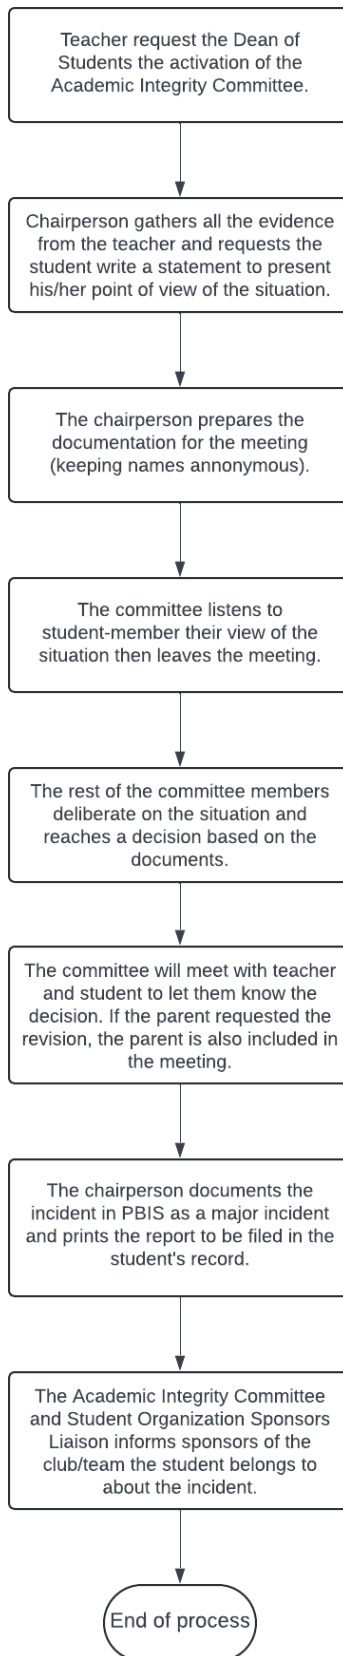 Teacher request the Dean of
Students the activation of the
Academic Integrity Committee.
Chairperson gathers all the evidence
from the teacher and requests the
student write a statement to present
his/her point of view of the situation.
The chairperson prepares the
documentation for the meeting
(keeping names annonymous).
The committee listens to
student-member their view of the
situation then leaves the meeting.
The rest of the committee members
deliberate on the situation and
reaches a decision based on the
documents.
The committee will meet with teacher
and student to let them know the
decision. If the parent requested the
revision, the parent is also included in
the meeting.
The chairperson documents the
incident in PBIS as a major incident
and prints the report to be filed in the
student's record.
The Academic Integrity Committee
and Student Organization Sponsors
Liaison informs sponsors of the
club/team the student belongs to
about the incident.
End of process